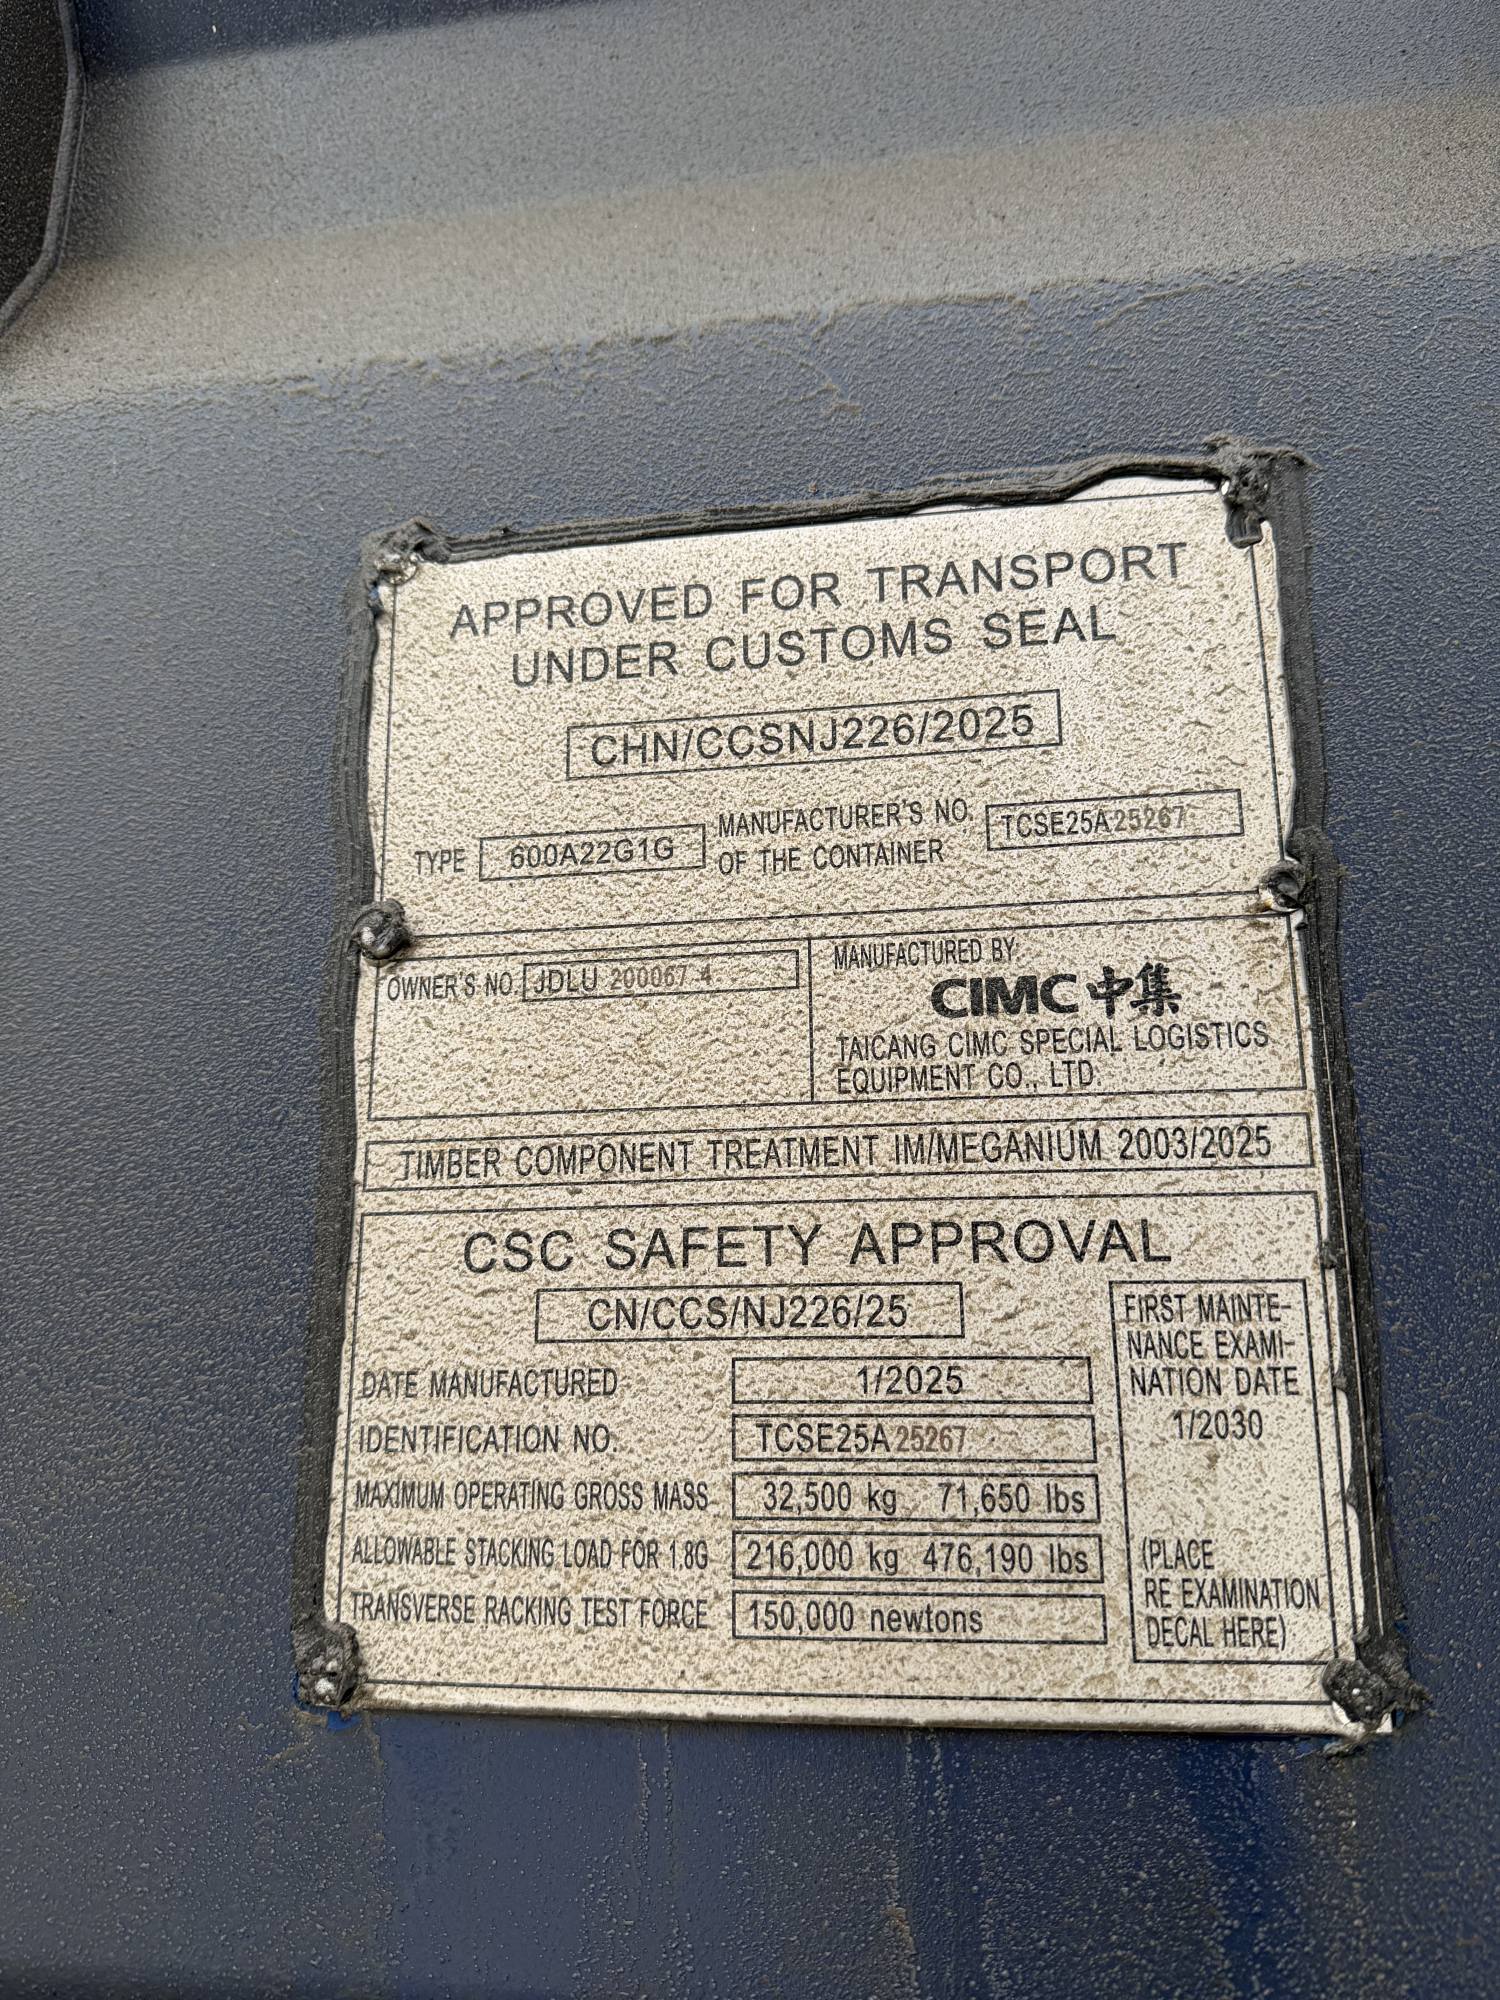 APPROVED FOR TRANSPORT
UNDER CUSTOMS SEAL
CHN/CCSNJ226/2025
TYPE 600A22G1G
MANUFACTURER'S NO.
OF THE CONTAINER
TCSE25A25267
OWNER'S NO. JDLU 200067 4
MANUFACTURED BY
CIMC 中集
TAICANG CIMC SPECIAL LOGISTICS
EQUIPMENT CO., LTD.
TIMBER COMPONENT TREATMENT IM/MEGANIUM 2003/2025
CSC SAFETY APPROVAL
CN/CCS/NJ226/25
DATE MANUFACTURED 1/2025
IDENTIFICATION NO. TCSE25A25267
MAXIMUM OPERATING GROSS MASS 32,500 kg 71,650 lbs
ALLOWABLE STACKING LOAD FOR 1.8G 216,000 kg 476,190 lbs
TRANSVERSE RACKING TEST FORCE 150,000 newtons
FIRST MAINTE-
NANCE EXAMI-
NATION DATE
1/2030
(PLACE
RE EXAMINATION
DECAL HERE)